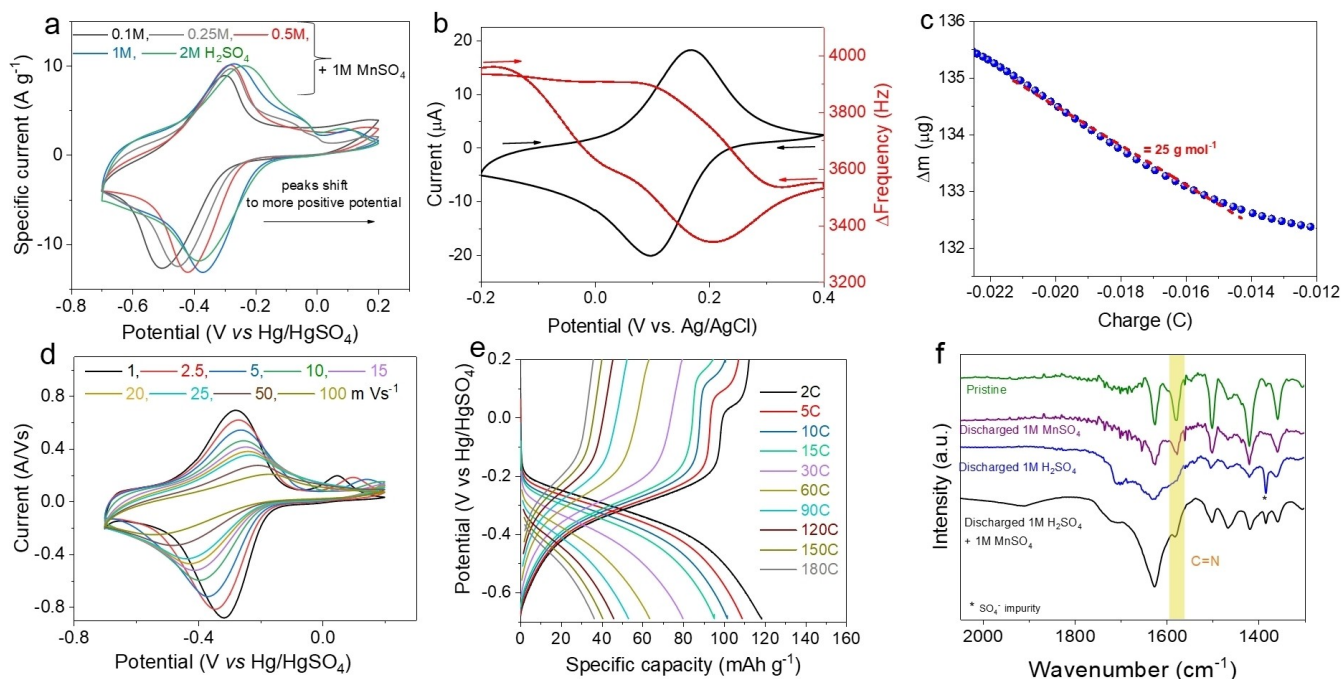 a
0.1M, 0.25M, 0.5M,
1M, 2M H₂SO₄
+ 1M MnSO₄
peaks shift
to more positive potential
Specific current (A g⁻¹)
10
0
-10
-0.8 -0.6 -0.4 -0.2 0.0 0.2
Potential (V vs Hg/HgSO₄)
b
Current (μA)
20
10
0
-10
-20
ΔFrequency (Hz)
4000
3800
3600
3400
3200
-0.2 0.0 0.2 0.4
Potential (V vs. Ag/AgCl)
c
Δm (μg)
136
135
134
133
132
= 25 g mol⁻¹
-0.022 -0.020 -0.018 -0.016 -0.014 -0.012
Charge (C)
d
1, 2.5, 5, 10, 15
20, 25, 50, 100 m Vs⁻¹
Current (A/Vs)
0.8
0.4
0.0
-0.4
-0.8
-0.8 -0.4 0.0
Potential (V vs Hg/HgSO₄)
e
Potential (V vs Hg/HgSO₄)
0.2
0.0
-0.2
-0.4
-0.6
2C
5C
10C
15C
30C
60C
90C
120C
150C
180C
0 20 40 60 80 100 120 140 160
Specific capacity (mAh g⁻¹)
f
Intensity (a.u.)
Pristine
Discharged 1M MnSO₄
Discharged 1M H₂SO₄
*
Discharged 1M H₂SO₄
+ 1M MnSO₄
C=N
* SO₄⁻ impurity
2000 1800 1600 1400
Wavenumber (cm⁻¹)